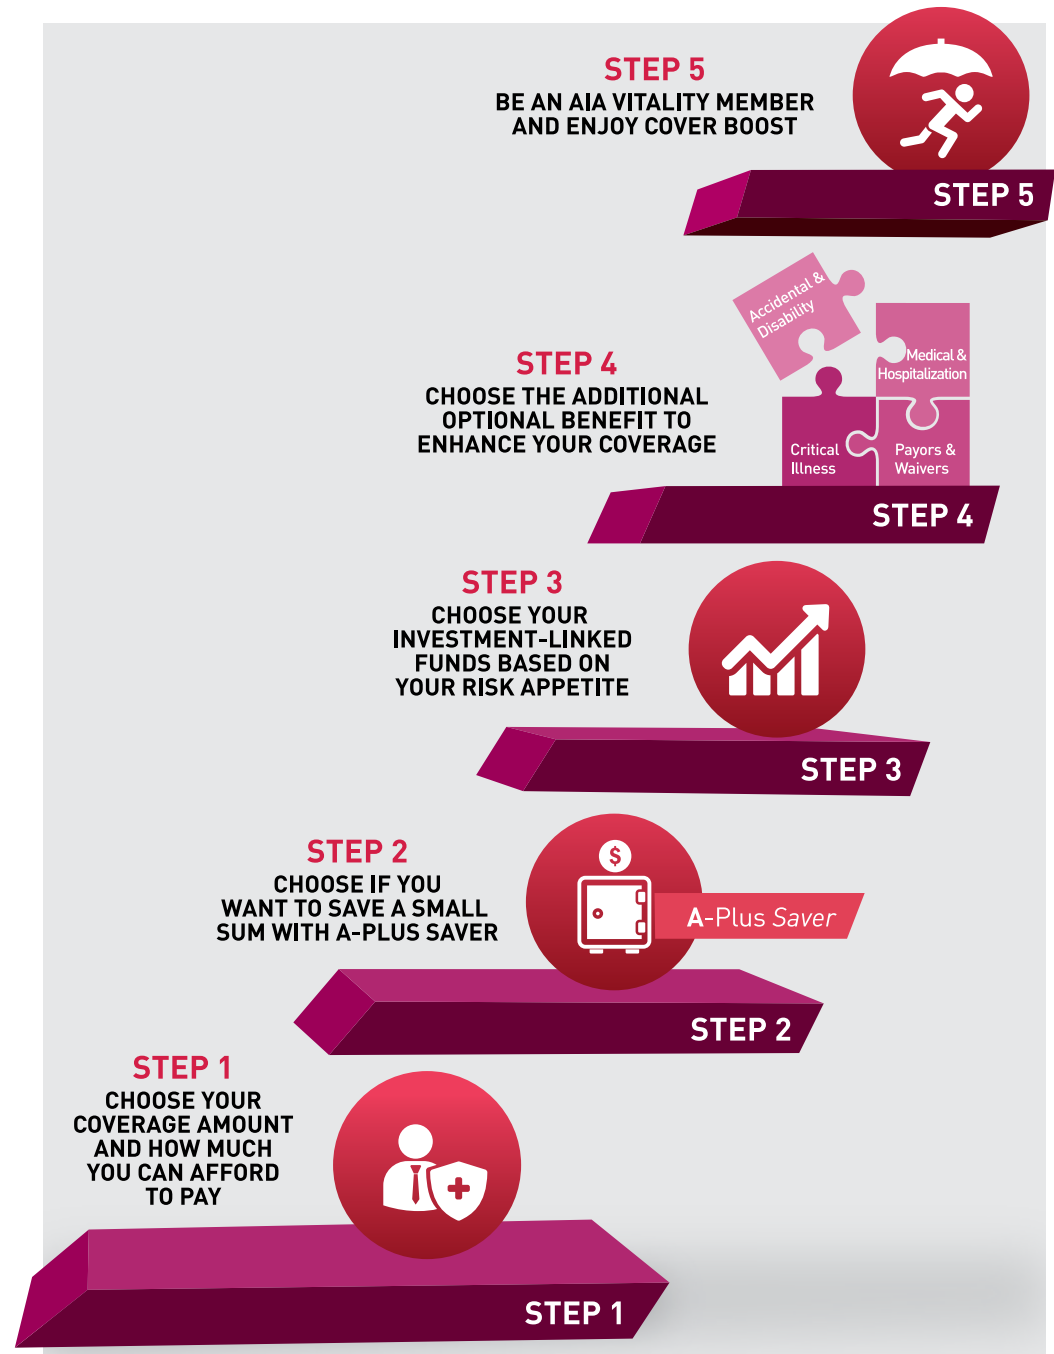 STEP 5
BE AN AIA VITALITY MEMBER
AND ENJOY COVER BOOST
STEP 5
Accidental &
Disability
Medical &
Hospitalization
STEP 4
CHOOSE THE ADDITIONAL
OPTIONAL BENEFIT TO
ENHANCE YOUR COVERAGE
Critical
Illness
Payors &
Waivers
STEP 4
STEP 3
CHOOSE YOUR
INVESTMENT-LINKED
FUNDS BASED ON
YOUR RISK APPETITE
STEP 3
STEP 2
CHOOSE IF YOU
WANT TO SAVE A SMALL
SUM WITH A-PLUS SAVER
$
A-Plus Saver
STEP 2
STEP 1
CHOOSE YOUR
COVERAGE AMOUNT
AND HOW MUCH
YOU CAN AFFORD
TO PAY
STEP 1